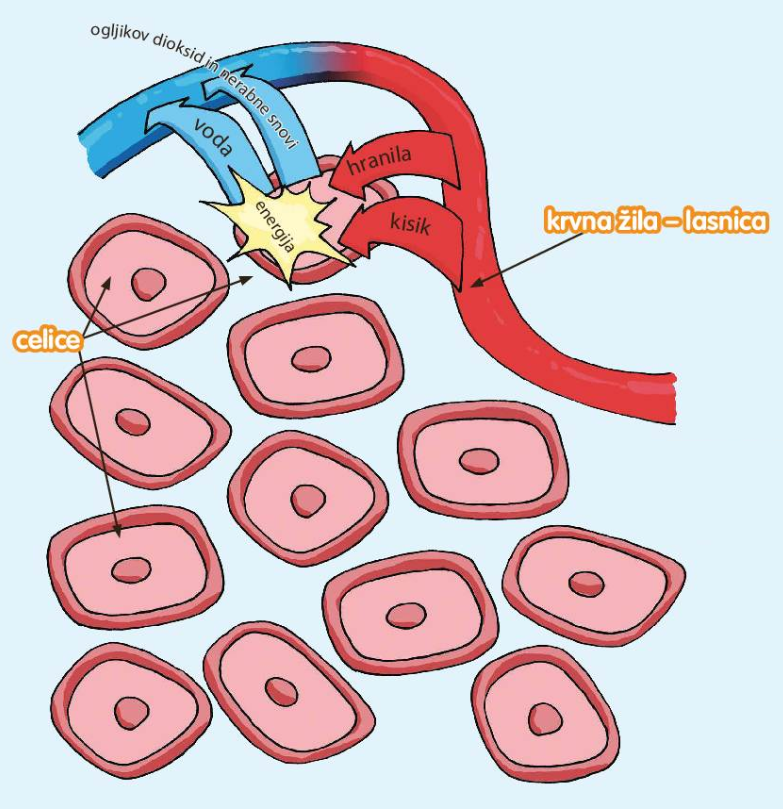 ogljikov dioksid in nerabne snovi
voda
hranila
energija
kisik
krvna žila – lasnica
celice